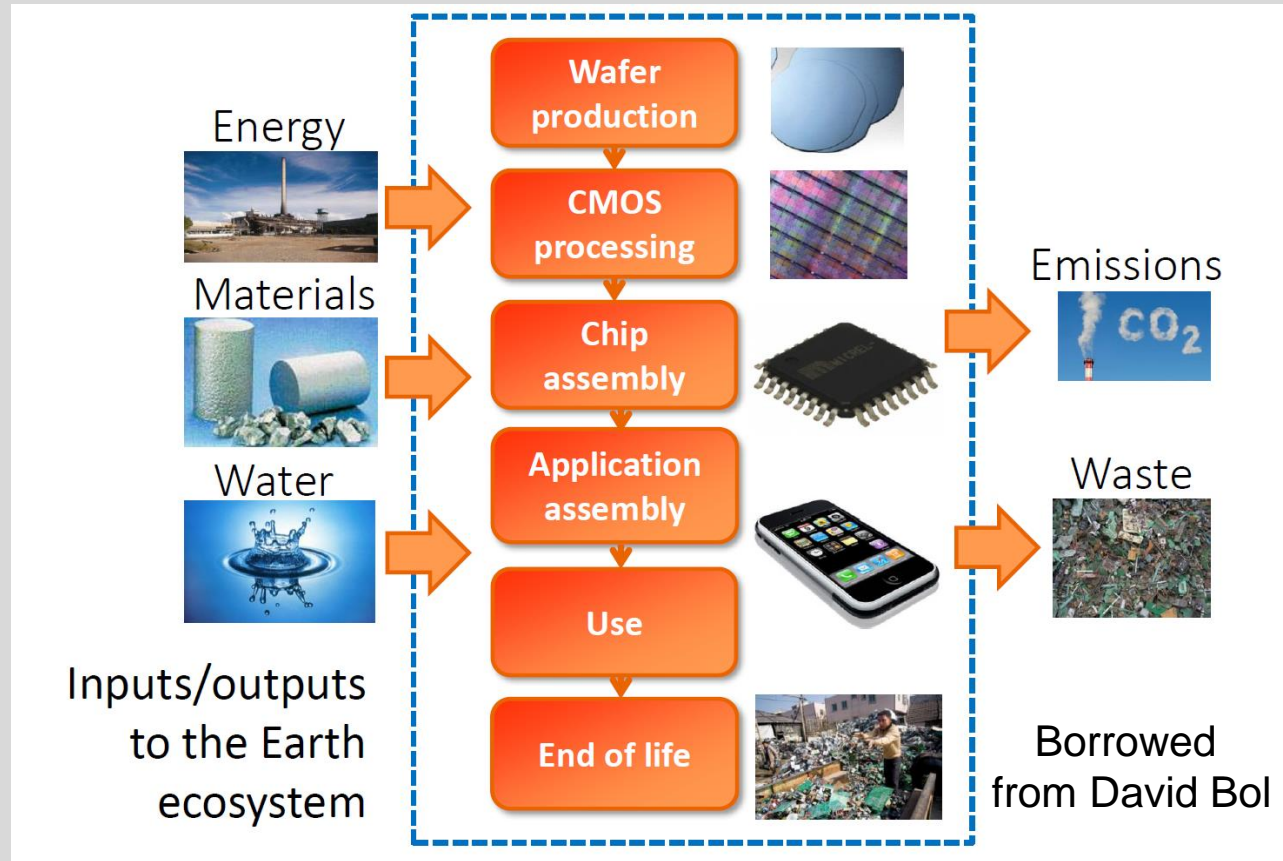 Energy
Materials
Water
Inputs/outputs
to the Earth
ecosystem
Wafer
production
CMOS
processing
Chip
assembly
Application
assembly
Use
End of life
MICREL
Emissions
CO2
Waste
Borrowed
from David Bol